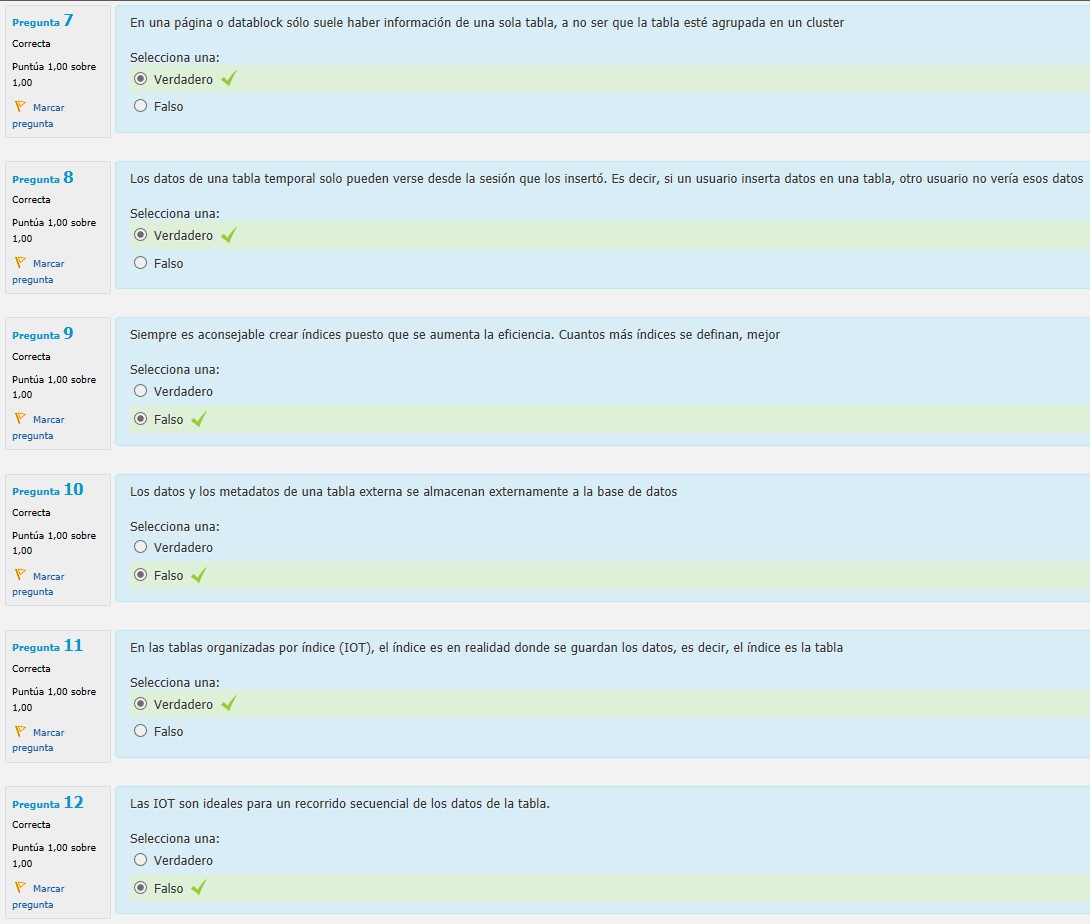 Pregunta 7
Correcta
Puntúa 1,00 sobre
1,00
Marcar
pregunta
En una página o datablock sólo suele haber información de una sola tabla, a no ser que la tabla esté agrupada en un cluster
Selecciona una:
Verdadero
Falso
Pregunta 8
Correcta
Puntúa 1,00 sobre
1,00
Marcar
pregunta
Los datos de una tabla temporal solo pueden verse desde la sesión que los insertó. Es decir, si un usuario inserta datos en una tabla, otro usuario no vería esos datos
Selecciona una:
Verdadero
Falso
Pregunta 9
Correcta
Puntúa 1,00 sobre
1,00
Marcar
pregunta
Siempre es aconsejable crear índices puesto que se aumenta la eficiencia. Cuantos más índices se definan, mejor
Selecciona una:
Verdadero
Falso
Pregunta 10
Correcta
Puntúa 1,00 sobre
1,00
Marcar
pregunta
Los datos y los metadatos de una tabla externa se almacenan externamente a la base de datos
Selecciona una:
Verdadero
Falso
Pregunta 11
Correcta
Puntúa 1,00 sobre
1,00
Marcar
pregunta
En las tablas organizadas por índice (IOT), el índice es en realidad donde se guardan los datos, es decir, el índice es la tabla
Selecciona una:
Verdadero
Falso
Pregunta 12
Correcta
Puntúa 1,00 sobre
1,00
Marcar
pregunta
Las IOT son ideales para un recorrido secuencial de los datos de la tabla.
Selecciona una:
Verdadero
Falso